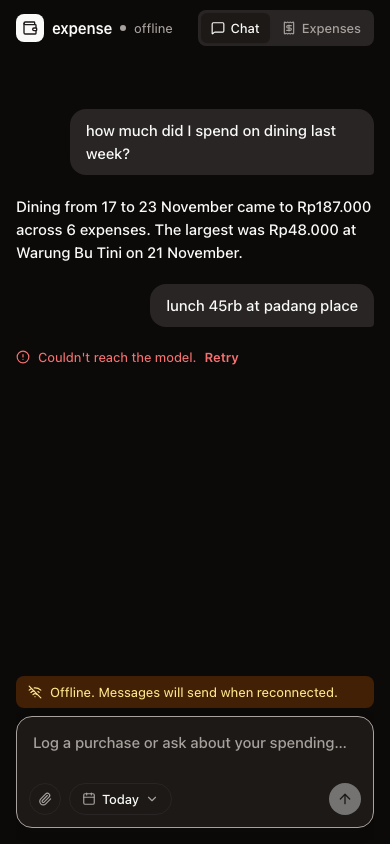 expense
offline
Chat
Expenses
how much did I spend on dining last
week?
Dining from 17 to 23 November came to Rp187.000
across 6 expenses. The largest was Rp48.000 at
Warung Bu Tini on 21 November.
lunch 45rb at padang place
Couldn't reach the model. Retry
Offline. Messages will send when reconnected.
Log a purchase or ask about your spending...
Today